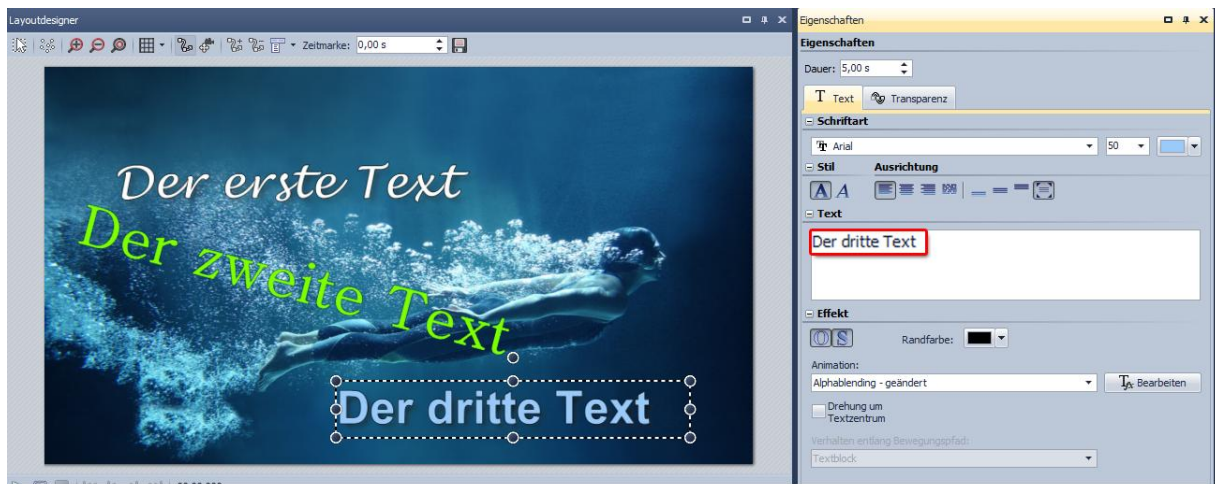 Layoutdesigner
Zeitmarke: 0,00 s
Der erste Text
Der zweite Text
Der dritte Text
Eigenschaften
Eigenschaften
Dauer: 5,00 s
T Text Transparenz
Schriftart
Arial 50
Stil Ausrichtung
A A
Text
Der dritte Text
Effekt
O S Randfarbe:
Animation:
Alphablending - geändert Bearbeiten
Drehung um
Textzentrum
Verhalten entlang Bewegungspfad:
Textblock